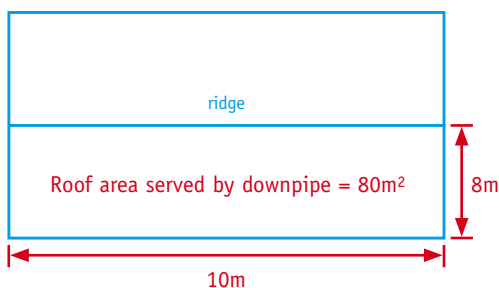 ridge
Roof area served by downpipe = 80m²
8m
10m